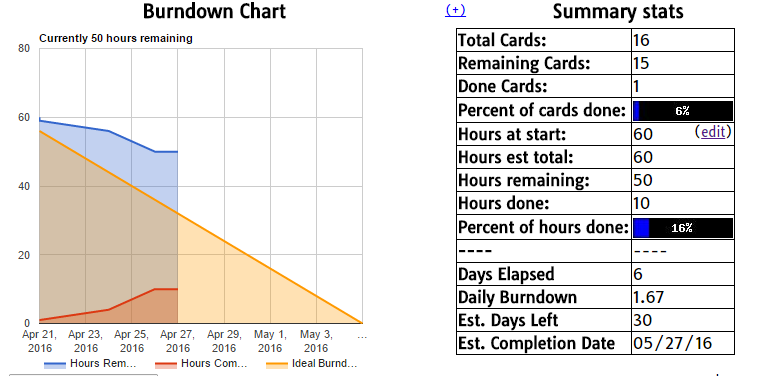 Burndown Chart
Currently 50 hours remaining
80
60
40
20
0
Apr 21, 2016
Apr 23, 2016
Apr 25, 2016
Apr 27, 2016
Apr 29, 2016
May 1, 2016
May 3, 2016
...
Hours Rem...
Hours Com...
Ideal Burnd...
(+)
Summary stats
Total Cards: 16
Remaining Cards: 15
Done Cards: 1
Percent of cards done: 6%
Hours at start: 60 (edit)
Hours est total: 60
Hours remaining: 50
Hours done: 10
Percent of hours done: 16%
---- ----
Days Elapsed 6
Daily Burndown 1.67
Est. Days Left 30
Est. Completion Date 05/27/16